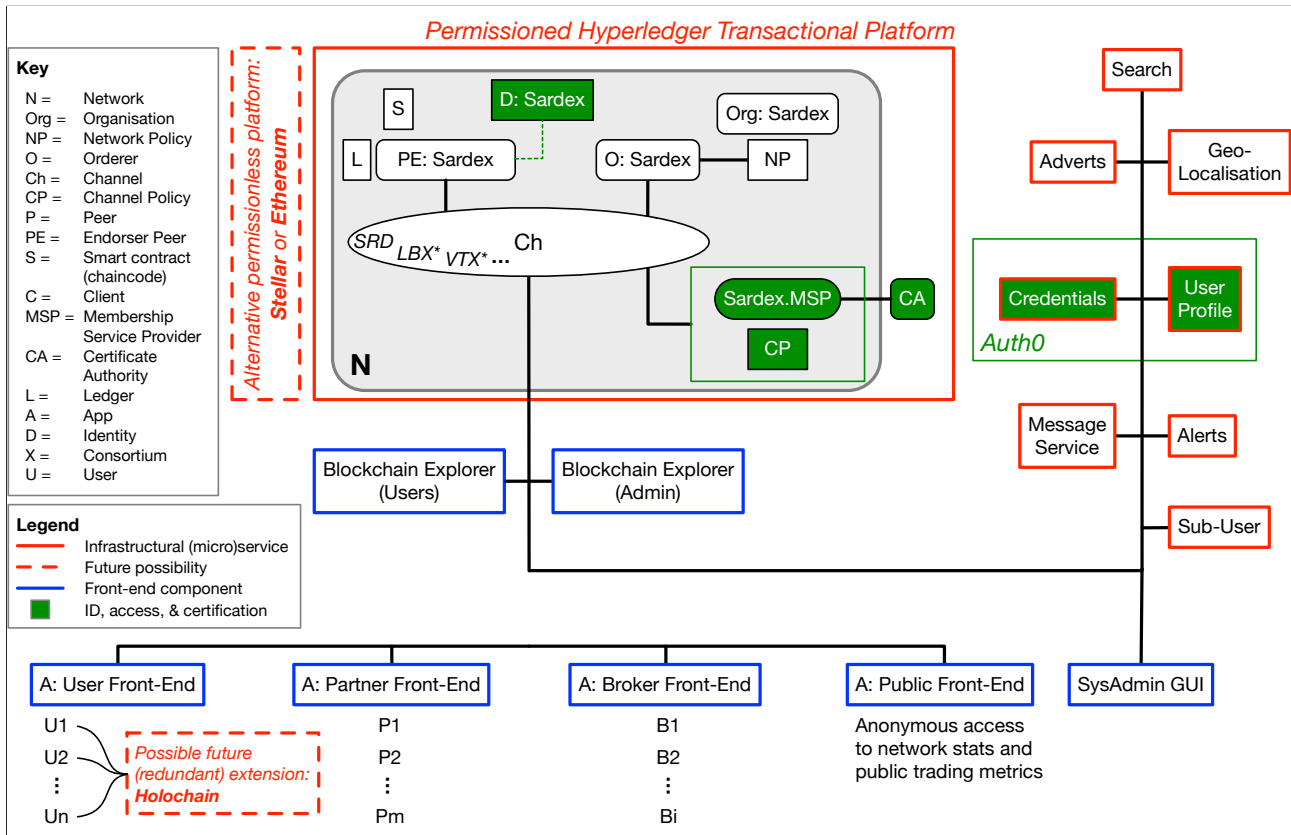 Permissioned Hyperledger Transactional Platform
Alternative permissionless platform:
Stellar or Ethereum
Key
N = Network
Org = Organisation
NP = Network Policy
O = Orderer
Ch = Channel
CP = Channel Policy
P = Peer
PE = Endorser Peer
S = Smart contract
(chaincode)
C = Client
MSP = Membership
Service Provider
CA = Certificate
Authority
L = Ledger
A = App
D = Identity
X = Consortium
U = User
S
D: Sardex
Org: Sardex
L
PE: Sardex
O: Sardex
NP
SRD
LBX*
VTX*
...
Ch
Sardex.MSP
CA
CP
N
Search
Adverts
Geo-
Localisation
Credentials
User
Profile
Auth0
Message
Service
Alerts
Sub-User
Blockchain Explorer
(Users)
Blockchain Explorer
(Admin)
Legend
Infrastructural (micro)service
Future possibility
Front-end component
ID, access, & certification
A: User Front-End
A: Partner Front-End
A: Broker Front-End
A: Public Front-End
SysAdmin GUI
U1
U2
⋮
Un
Possible future
(redundant) extension:
Holochain
P1
P2
⋮
Pm
B1
B2
⋮
Bi
Anonymous access
to network stats and
public trading metrics